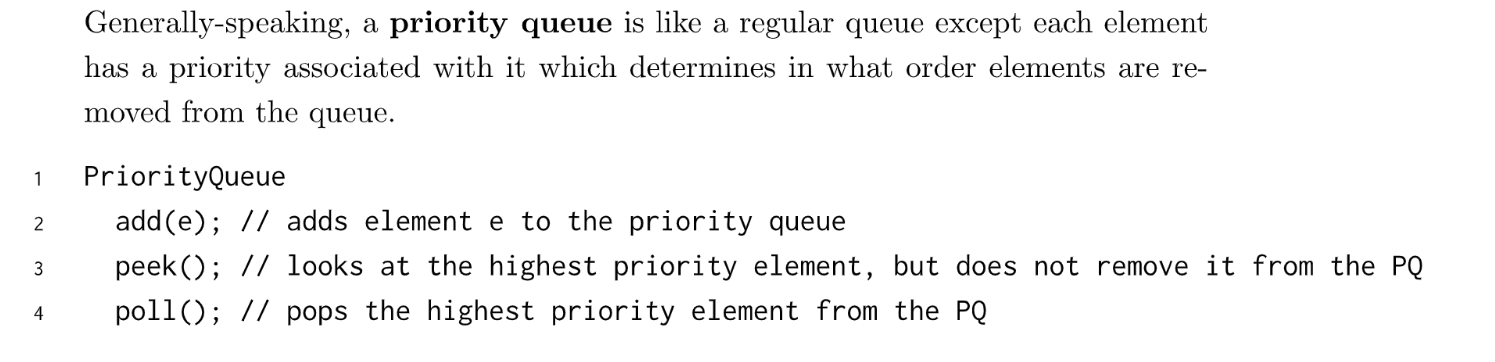 Generally-speaking, a priority queue is like a regular queue except each element
has a priority associated with it which determines in what order elements are re-
moved from the queue.
1 PriorityQueue
2 add(e); // adds element e to the priority queue
3 peek(); // looks at the highest priority element, but does not remove it from the PQ
4 poll(); // pops the highest priority element from the PQ